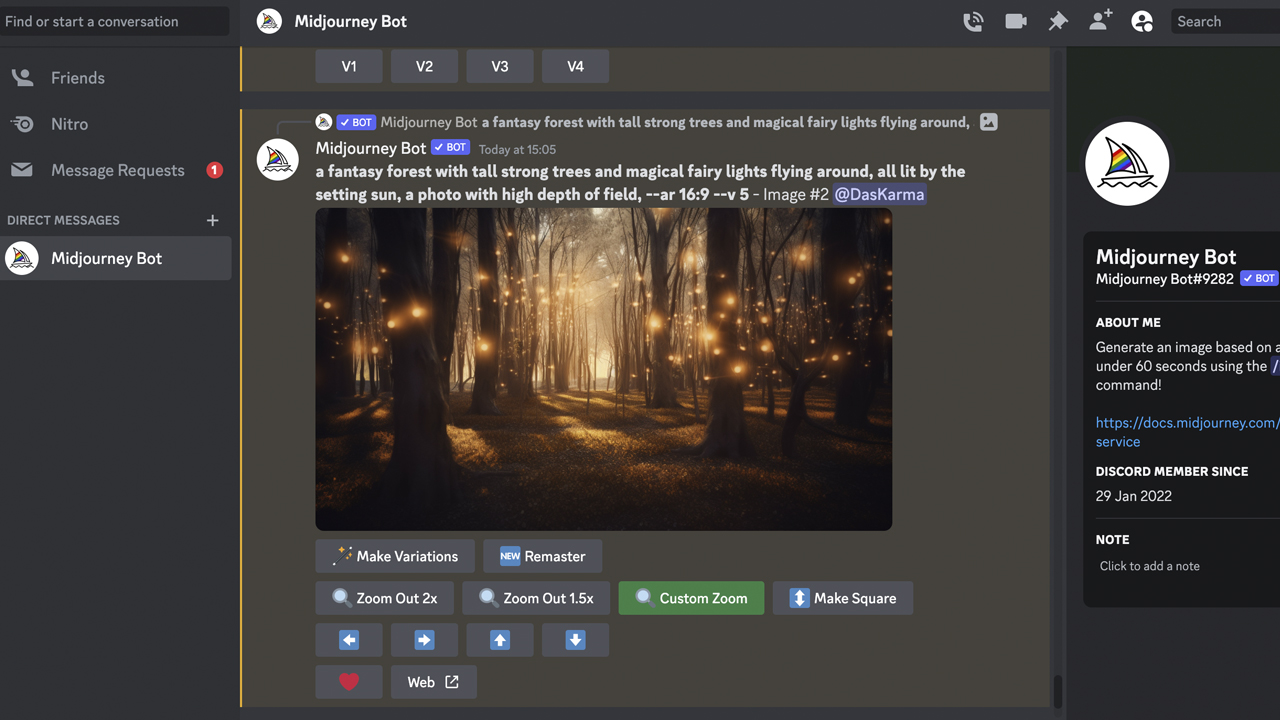 Find or start a conversation
Midjourney Bot
Search
Friends
Nitro
Message Requests
1
DIRECT MESSAGES
Midjourney Bot
V1 V2 V3 V4
BOT Midjourney Bot a fantasy forest with tall strong trees and magical fairy lights flying around,
Midjourney Bot BOT Today at 15:05
a fantasy forest with tall strong trees and magical fairy lights flying around, all lit by the
setting sun, a photo with high depth of field, --ar 16:9 --v 5 - Image #2 @DasKarma
Make Variations NEW Remaster
Zoom Out 2x Zoom Out 1.5x Custom Zoom Make Square
Web
Midjourney Bot
Midjourney Bot#9282 BOT
ABOUT ME
Generate an image based on a
under 60 seconds using the /
command!
https://docs.midjourney.com/
service
DISCORD MEMBER SINCE
29 Jan 2022
NOTE
Click to add a note